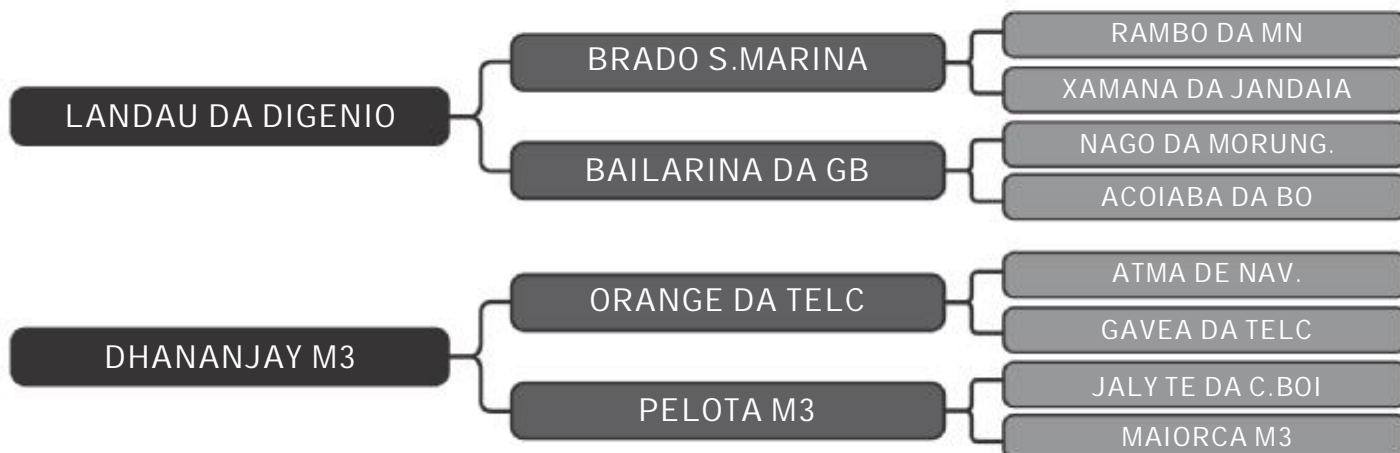 LANDAU DA DIGENIO
BRADO S.MARINA
RAMBO DA MN
XAMANA DA JANDAIA
BAILARINA DA GB
NAGO DA MORUNG.
ACOIABA DA BO
DHANANJAY M3
ORANGE DA TELC
ATMA DE NAV.
GAVEA DA TELC
PELOTA M3
JALY TE DA C.BOI
MAIORCA M3